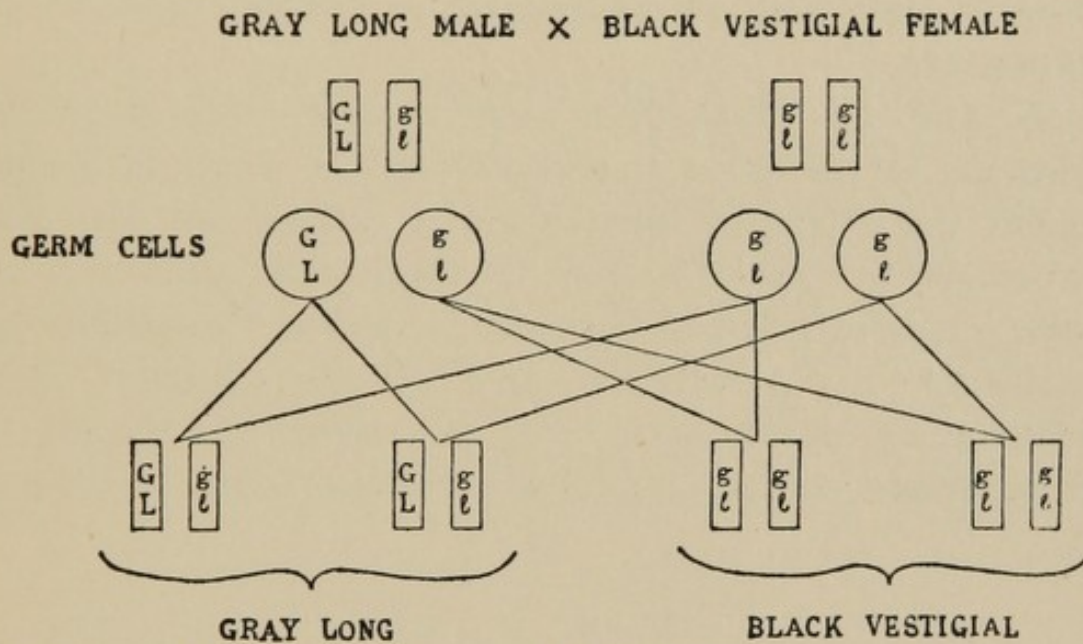 GRAY LONG MALE X BLACK VESTIGIAL FEMALE
G g g g
L ℓ ℓ ℓ
GERM CELLS
G g g g
L ℓ ℓ ℓ
G g G g g g g g
L ℓ L ℓ ℓ ℓ ℓ ℓ
GRAY LONG BLACK VESTIGIAL